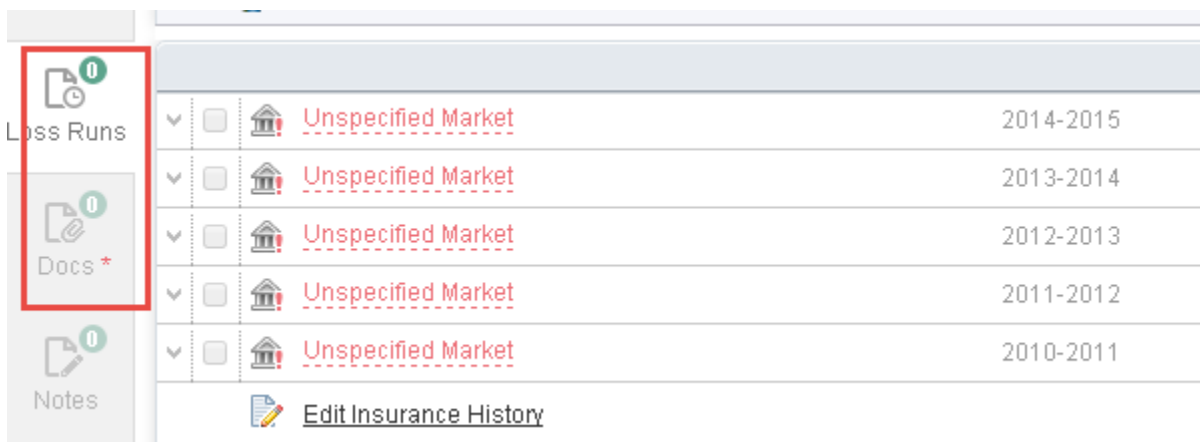 0
Loss Runs
0
Docs *
0
Notes
Unspecified Market 2014-2015
Unspecified Market 2013-2014
Unspecified Market 2012-2013
Unspecified Market 2011-2012
Unspecified Market 2010-2011
Edit Insurance History